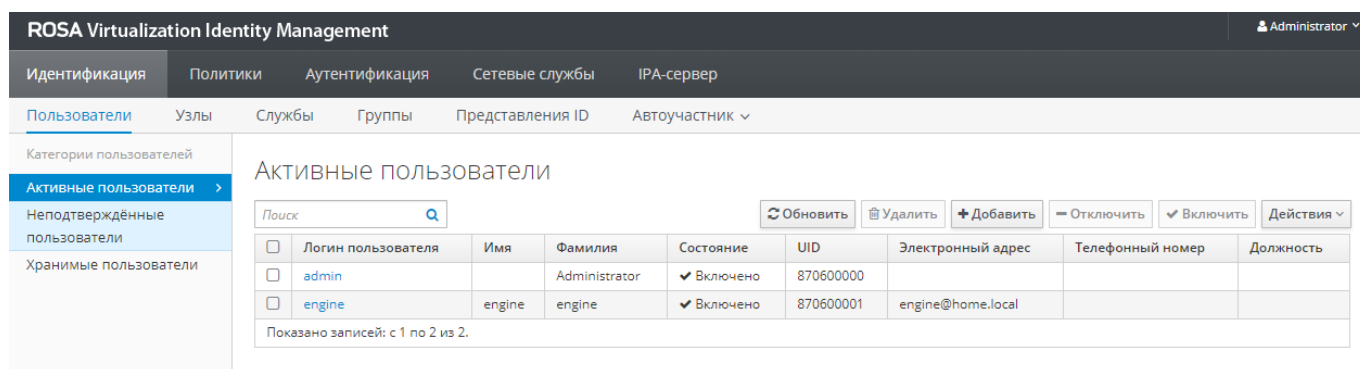 ROSA Virtualization Identity Management
Administrator
Идентификация Политики Аутентификация Сетевые службы IPA-сервер
Пользователи Узлы Службы Группы Представления ID Автоучастник
Категории пользователей
Активные пользователи
Неподтверждённые
пользователи
Хранимые пользователи
Активные пользователи
Поиск Обновить Удалить Добавить Отключить Включить Действия
Логин пользователя Имя Фамилия Состояние UID Электронный адрес Телефонный номер Должность
admin Administrator Включено 870600000
engine engine engine Включено 870600001 engine@home.local
Показано записей: с 1 по 2 из 2.